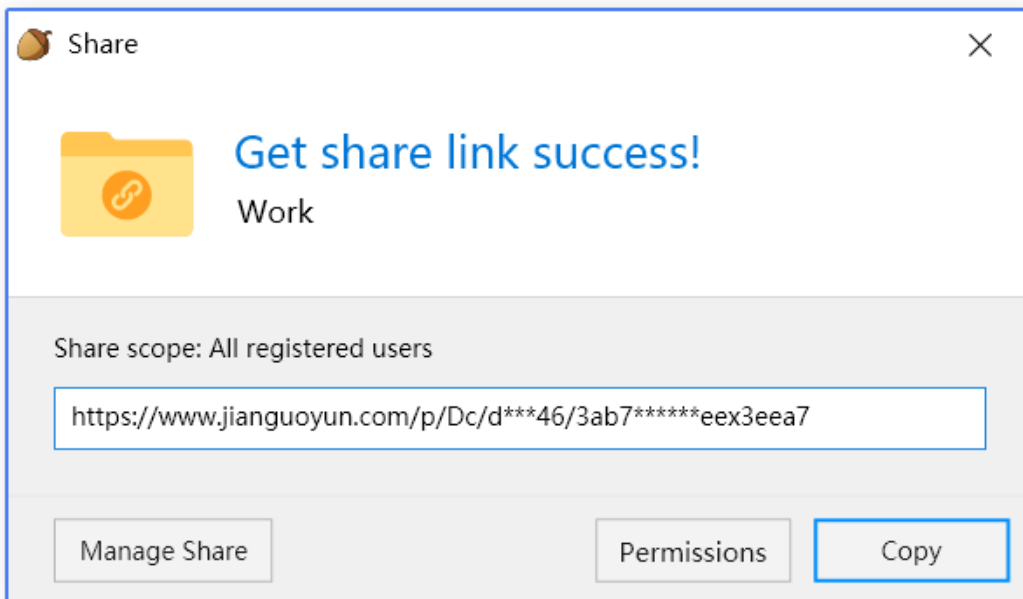 Share
Get share link success!
Work
Share scope: All registered users
https://www.jianguoyun.com/p/Dc/d***46/3ab7******eex3eea7
Manage Share
Permissions
Copy